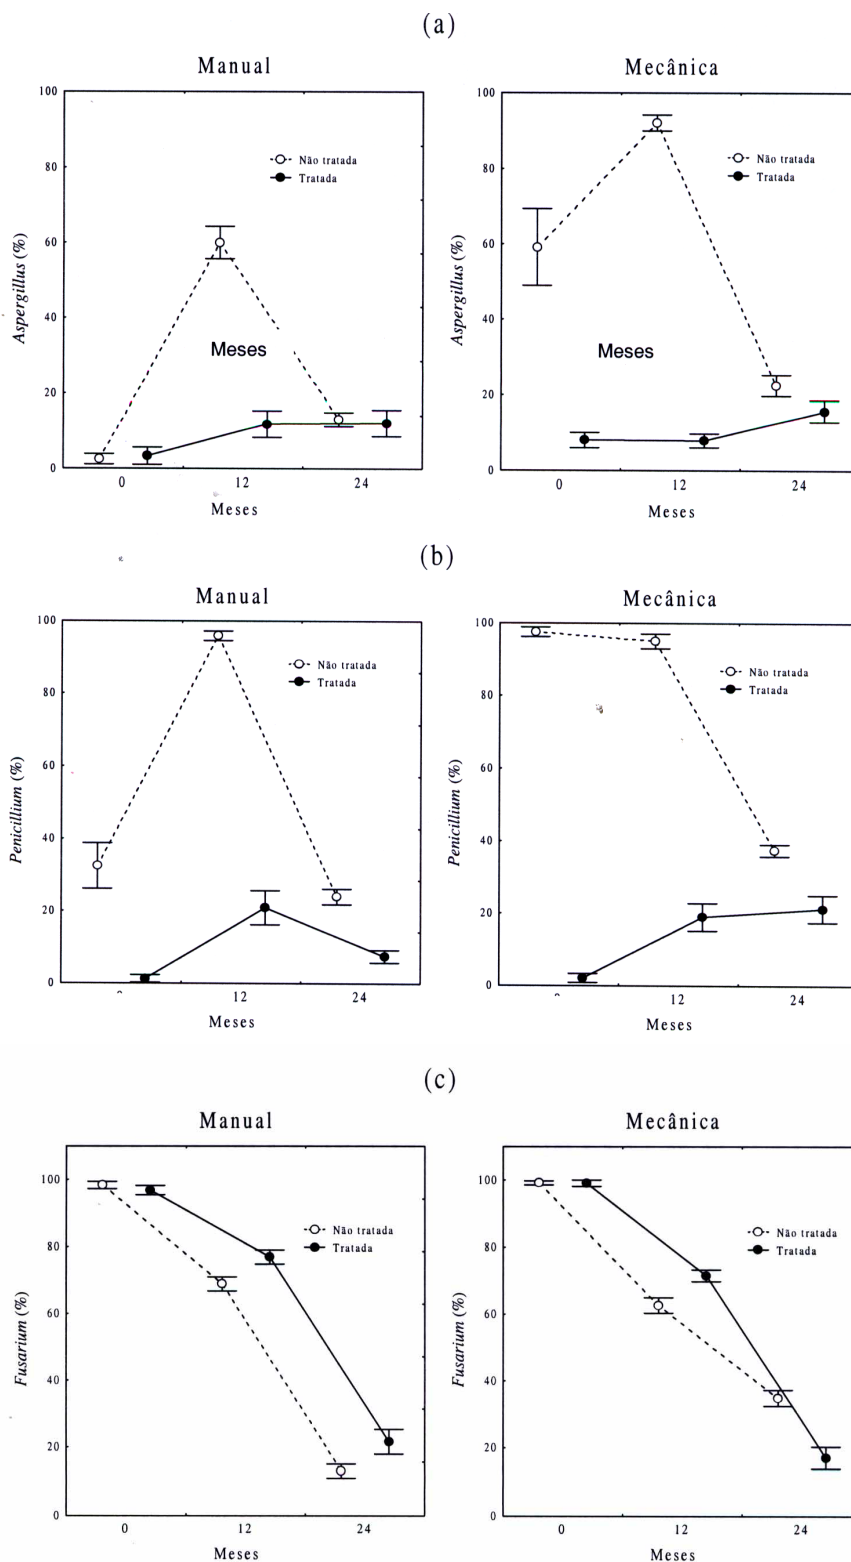 (a)
Manual
Mecânica
100
80
60
40
20
0
Aspergillus (%)
Não tratada
Tratada
Meses
0
12
24
Meses
100
80
60
40
20
0
Aspergillus (%)
Não tratada
Tratada
Meses
0
12
24
Meses
(b)
Manual
Mecânica
100
80
60
40
20
0
Penicillium (%)
Não tratada
Tratada
12
24
Meses
100
80
60
40
20
0
Penicillium (%)
Não tratada
Tratada
12
24
Meses
(c)
Manual
Mecânica
100
80
60
40
20
0
Fusarium (%)
Não tratada
Tratada
0
12
24
Meses
100
80
60
40
20
0
Fusarium (%)
Não tratada
Tratada
0
12
24
Meses